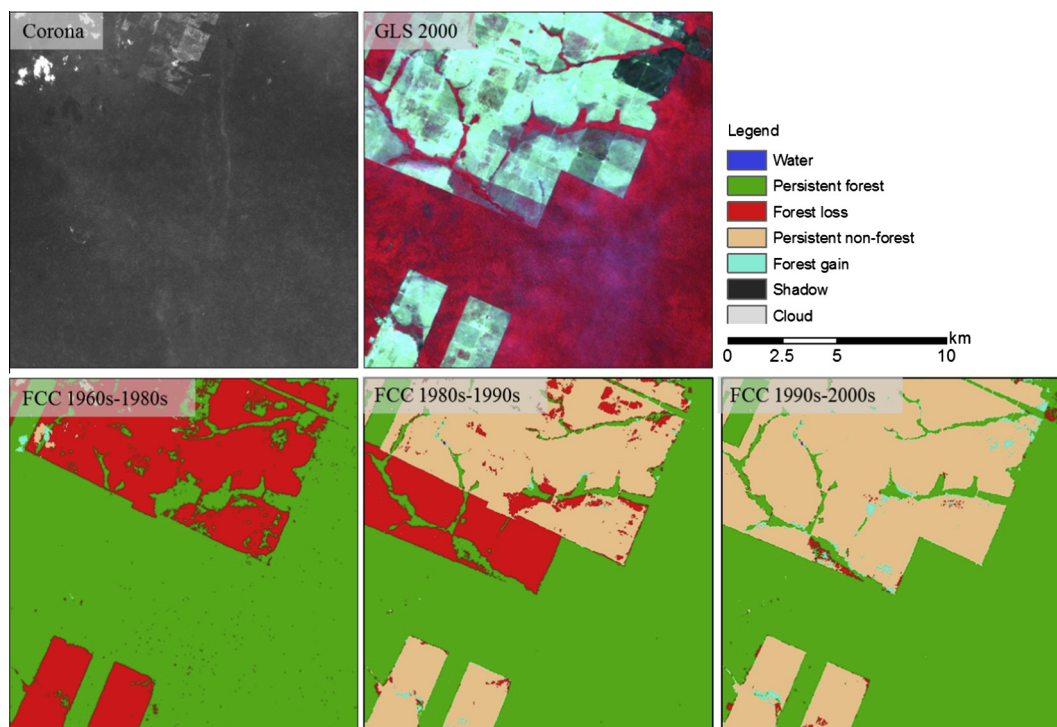 Corona
GLS 2000
Legend
Water
Persistent forest
Forest loss
Persistent non-forest
Forest gain
Shadow
Cloud
km
0 2.5 5 10
FCC 1960s-1980s
FCC 1980s-1990s
FCC 1990s-2000s